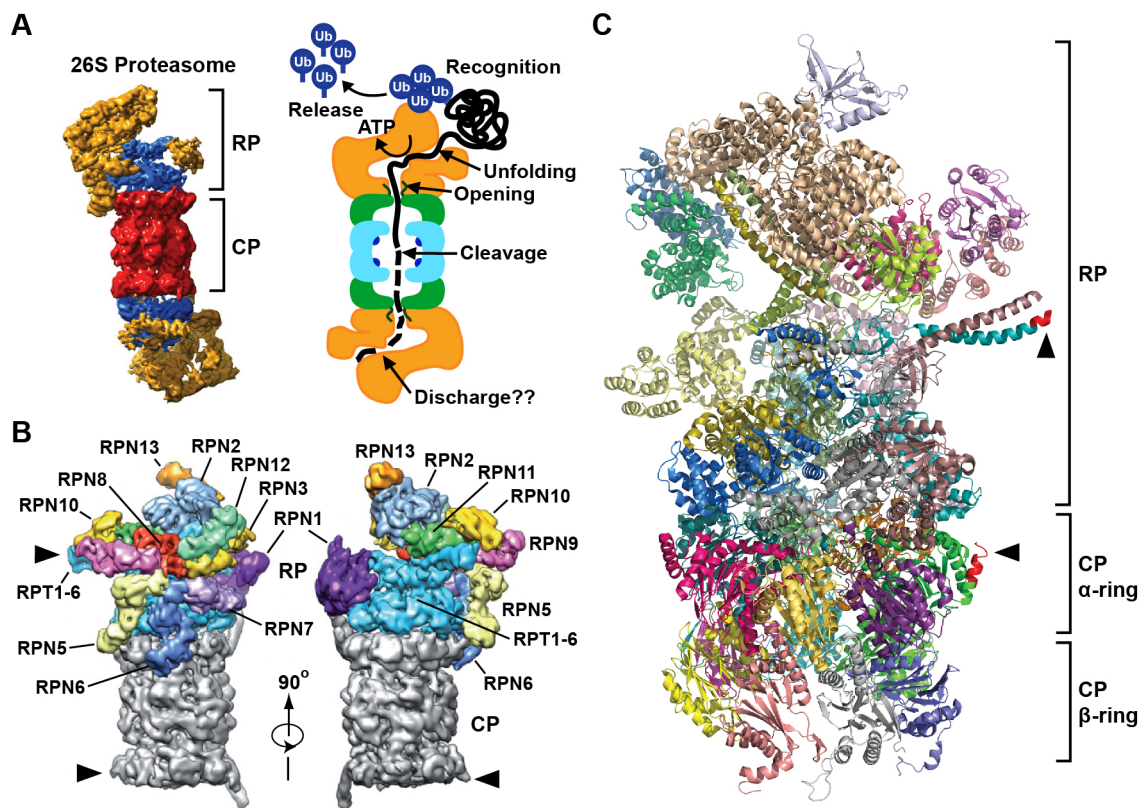 A
26S Proteasome
RP
CP
Ub
Ub
Ub
Ub
Release
Ub
Ub
Ub
Ub
Recognition
ATP
Unfolding
Opening
Cleavage
Discharge??
B
RPN13
RPN2
RPN8
RPN12
RPN10
RPN3
RPN1
RPT1-6
RP
RPN5
RPN7
RPN6
90°
RPN13
RPN2
RPN11
RPN10
RPN9
RPN5
RPT1-6
RPN6
CP
C
RP
CP
α-ring
CP
β-ring